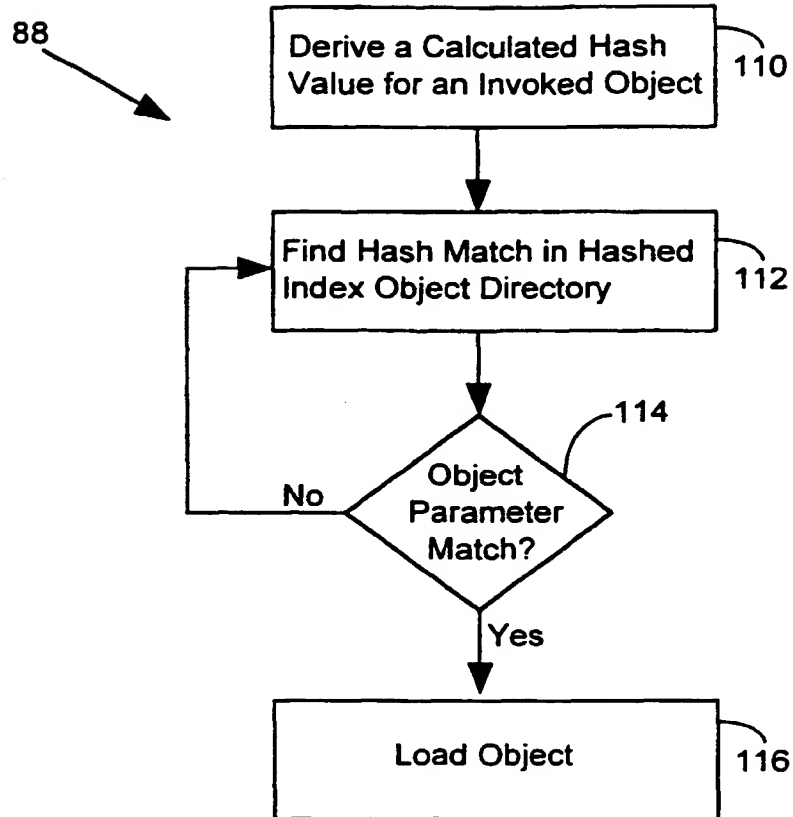 88
Derive a Calculated Hash
Value for an Invoked Object
110
Find Hash Match in Hashed
Index Object Directory
112
114
Object
Parameter
Match?
No
Yes
Load Object
116